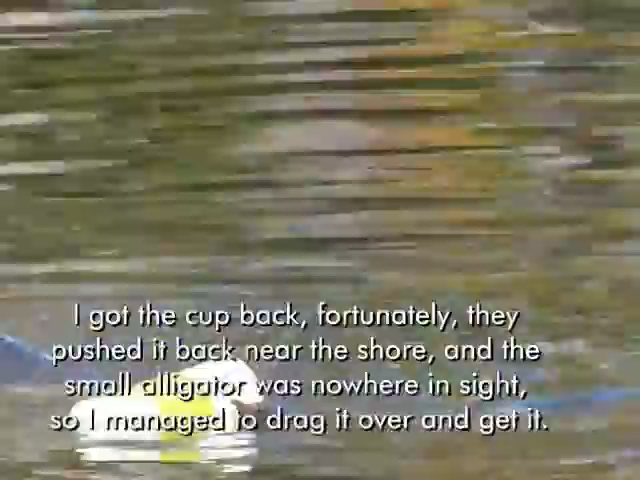 I got the cup back, fortunately, they
pushed it back near the shore, and the
small alligator was nowhere in sight,
so I managed to drag it over and get it.